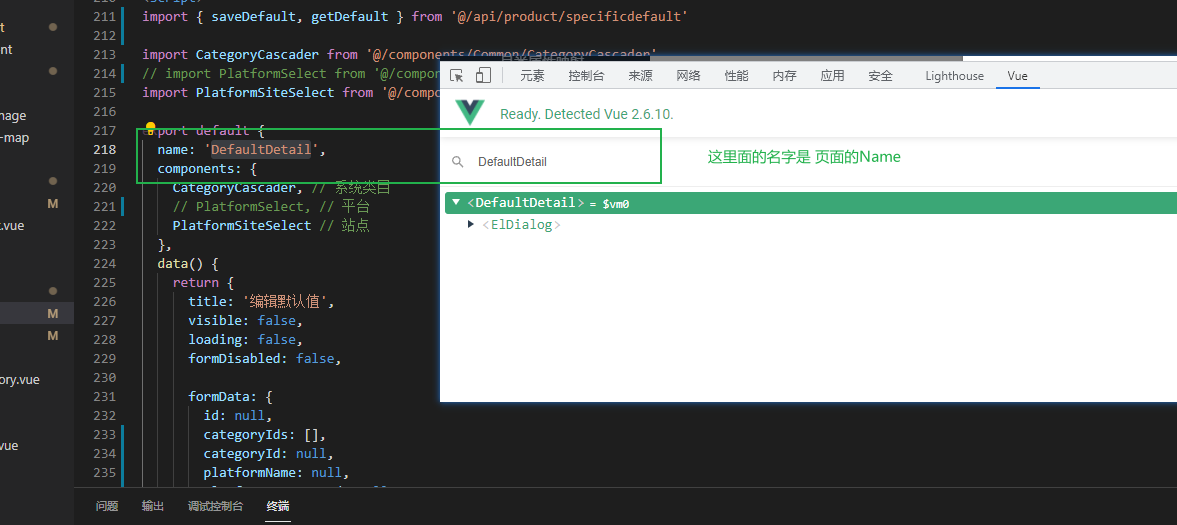 t
nt
nage
-map
M
.vue
M
M
ory.vue
vue
211 import { saveDefault, getDefault } from '@/api/product/specificdefault'
212
213 import CategoryCascader from '@/components/Common/CategoryCascader'
214 // import PlatformSelect from '@/compon
215 import PlatformSiteSelect from '@/compo
216
217 export default {
218 name: 'DefaultDetail',
219 components: {
220 CategoryCascader, // 系统类目
221 // PlatformSelect, // 平台
222 PlatformSiteSelect // 站点
223 },
224 data() {
225 return {
226 title: '编辑默认值',
227 visible: false,
228 loading: false,
229 formDisabled: false,
230
231 formData: {
232 id: null,
233 categoryIds: [],
234 categoryId: null,
235 platformName: null,
问题 输出 调试控制台 终端
元素 控制台 来源 网络 性能 内存 应用 安全 Lighthouse Vue
Ready. Detected Vue 2.6.10.
DefaultDetail
这里面的名字是 页面的Name
<DefaultDetail> = $vm0
<ElDialog>